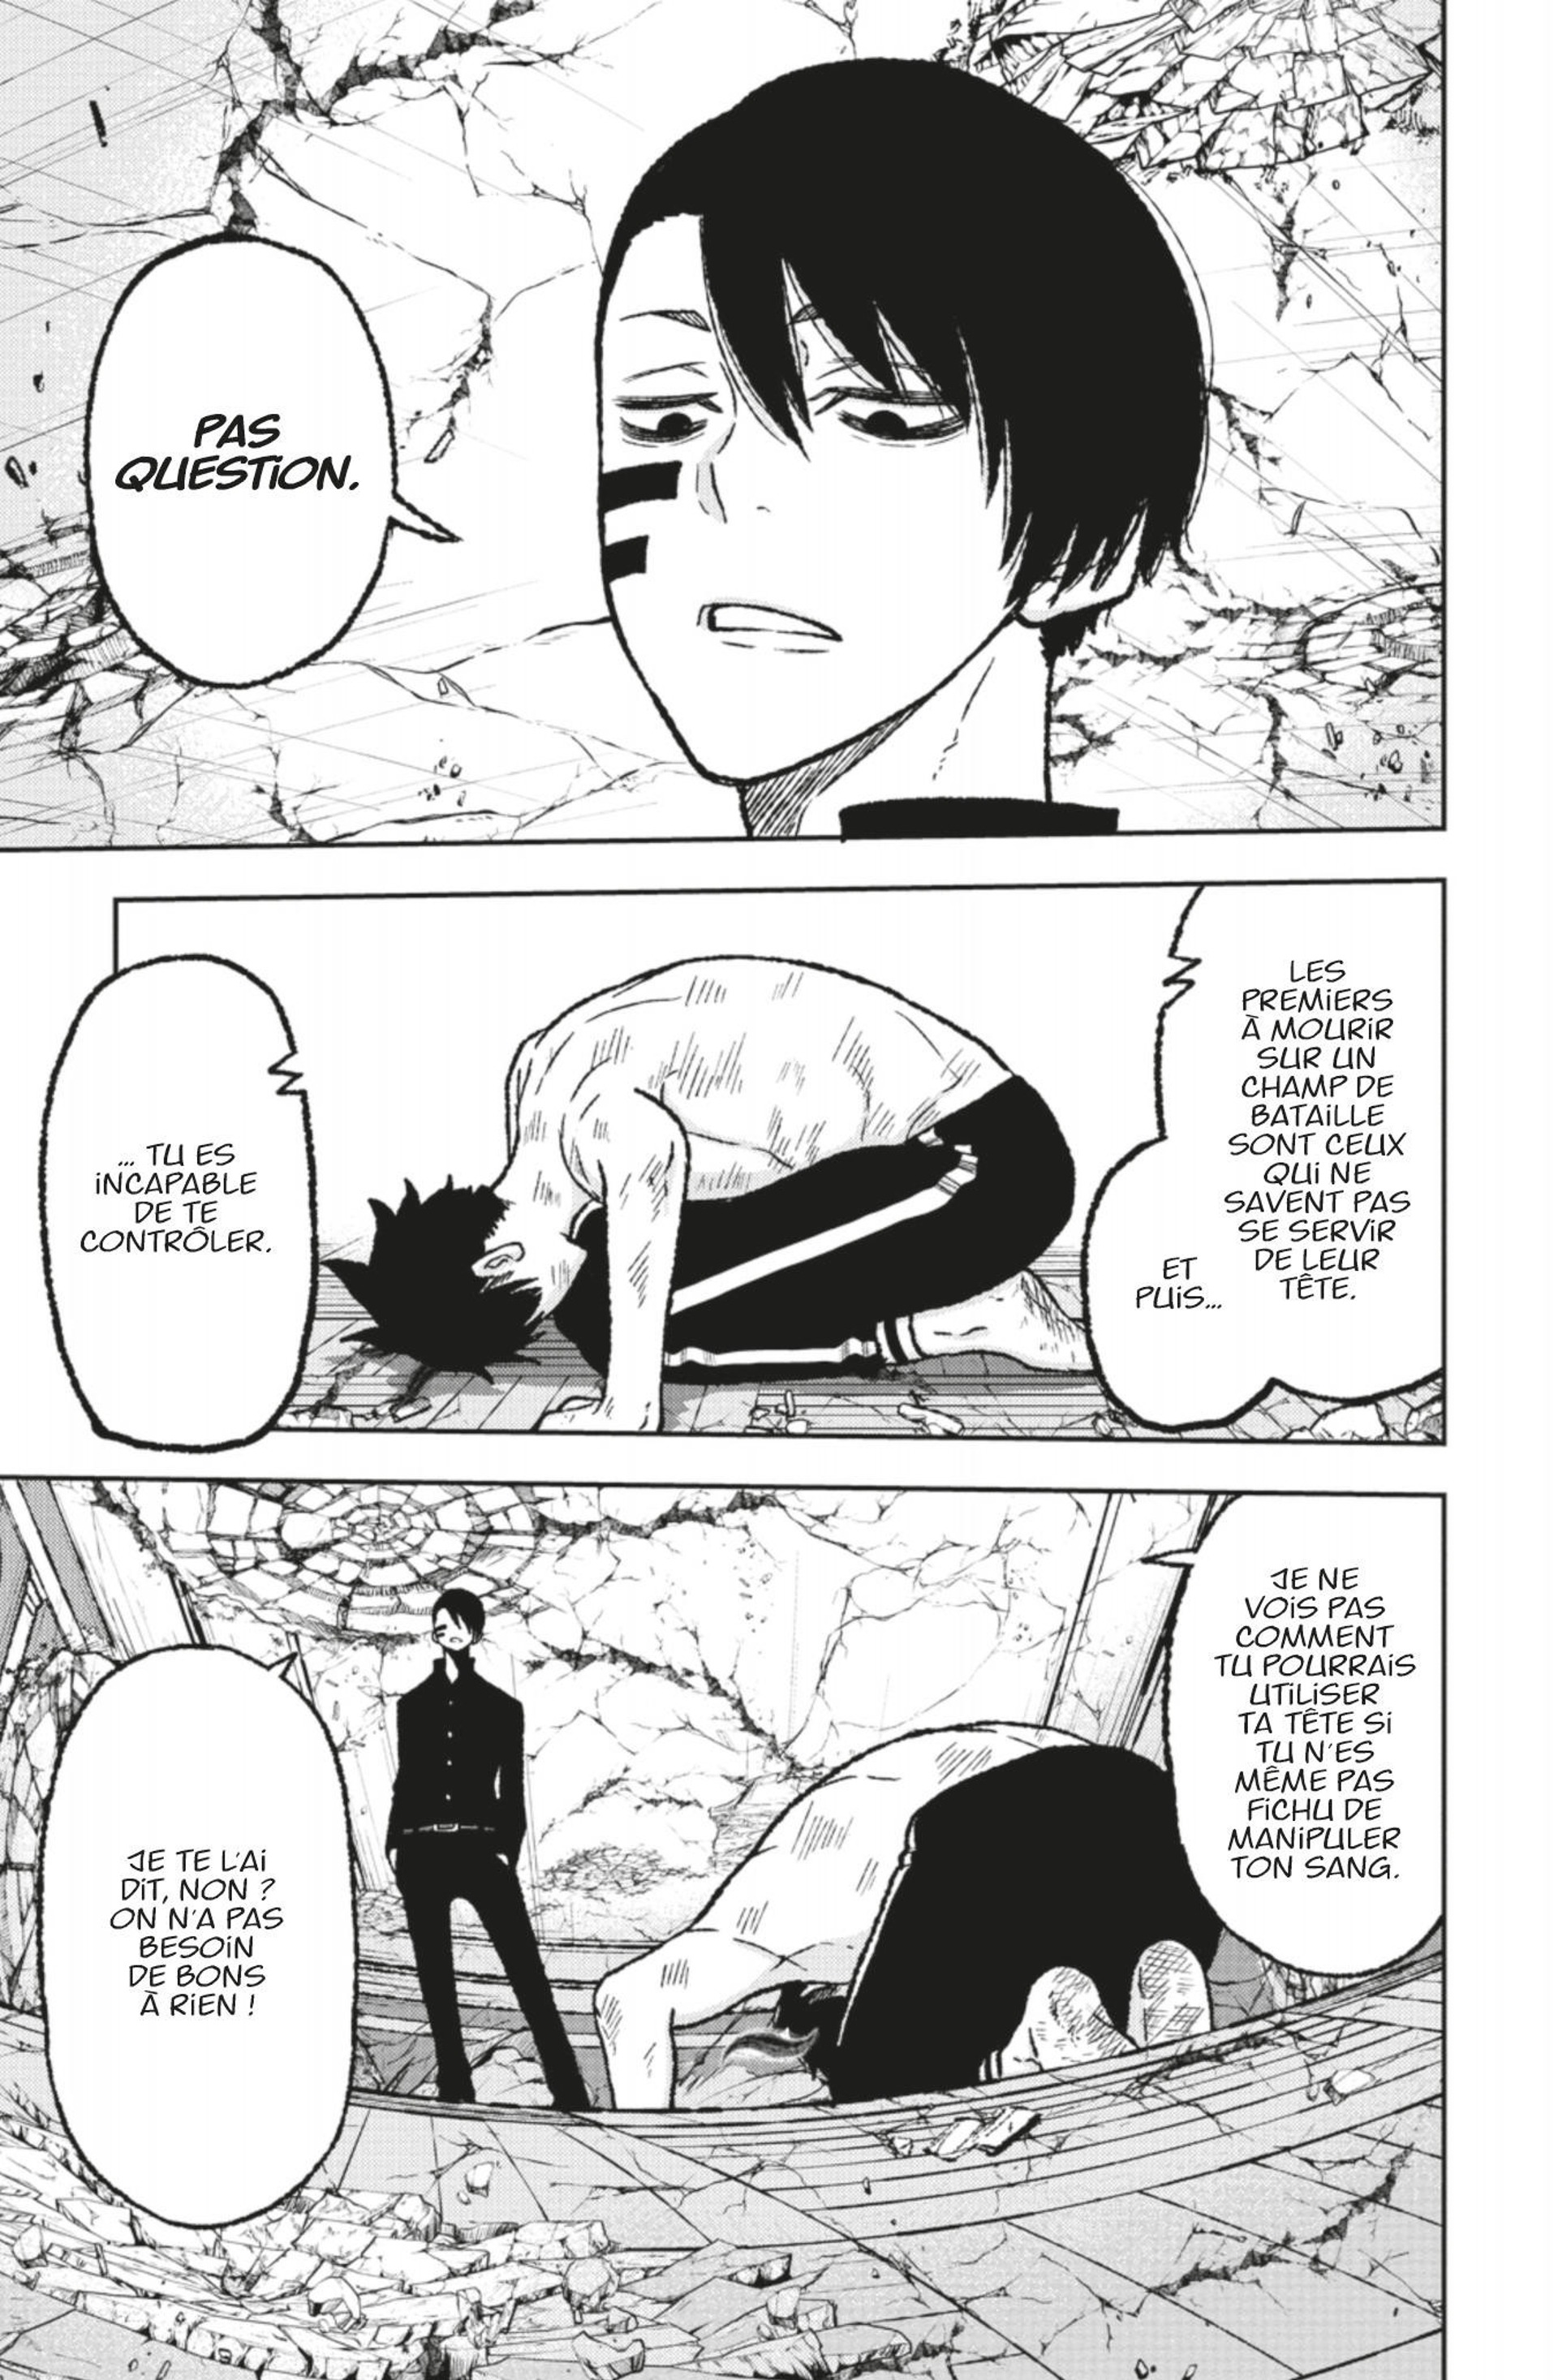 PAS
QUESTION.
LES
PREMIERS
À MOURIR
SUR UN
CHAMP DE
BATAILLE
SONT CEUX
QUI NE
SAVENT PAS
SE SERVIR
DE LEUR
TÊTE.
ET
PUIS...
... TU ES
INCAPABLE
DE TE
CONTRÔLER.
JE NE
VOIS PAS
COMMENT
TU POURRAIS
UTILISER
TA TÊTE SI
TU N'ES
MÊME PAS
FICHU DE
MANIPULER
TON SANG.
JE TE L'AI
DIT, NON ?
ON N'A PAS
BESOIN
DE BONS
À RIEN !